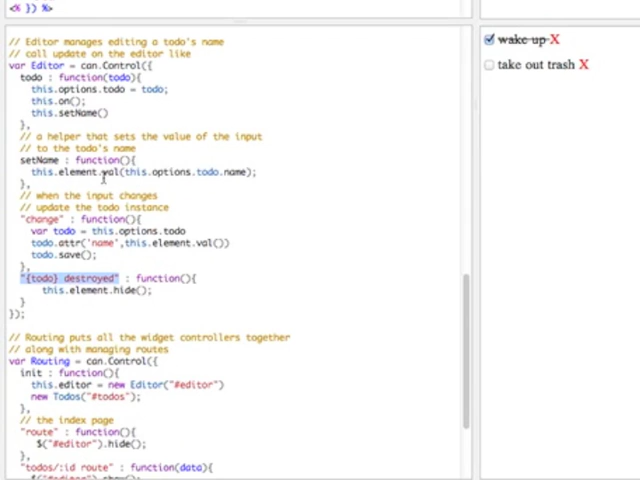 <% }) %>
// Editor manages editing a todo's name
// call update on the editor like
var Editor = can.Control({
todo : function(todo){
this.options.todo = todo;
this.on();
this.setName()
},
// a helper that sets the value of the input
// to the todo's name
setName : function(){
this.element.val(this.options.todo.name);
},
// when the input changes
// update the todo instance
"change" : function(){
var todo = this.options.todo
todo.attr('name',this.element.val())
todo.save();
},
"{todo} destroyed" : function(){
this.element.hide();
}
});
// Routing puts all the widget controllers together
// along with managing routes
var Routing = can.Control({
init : function(){
this.editor = new Editor("#editor")
new Todos("#todos");
},
// the index page
"route" : function(){
$("#editor").hide();
},
"todos/:id route" : function(data){
$("#editor").show();
wake up X
take out trash X